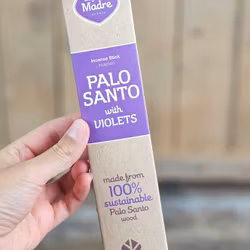 Madre
Incense Stick
PALO
SANTO
with
VIOLETS
made from
100%
sustainable
Palo Santo
wood